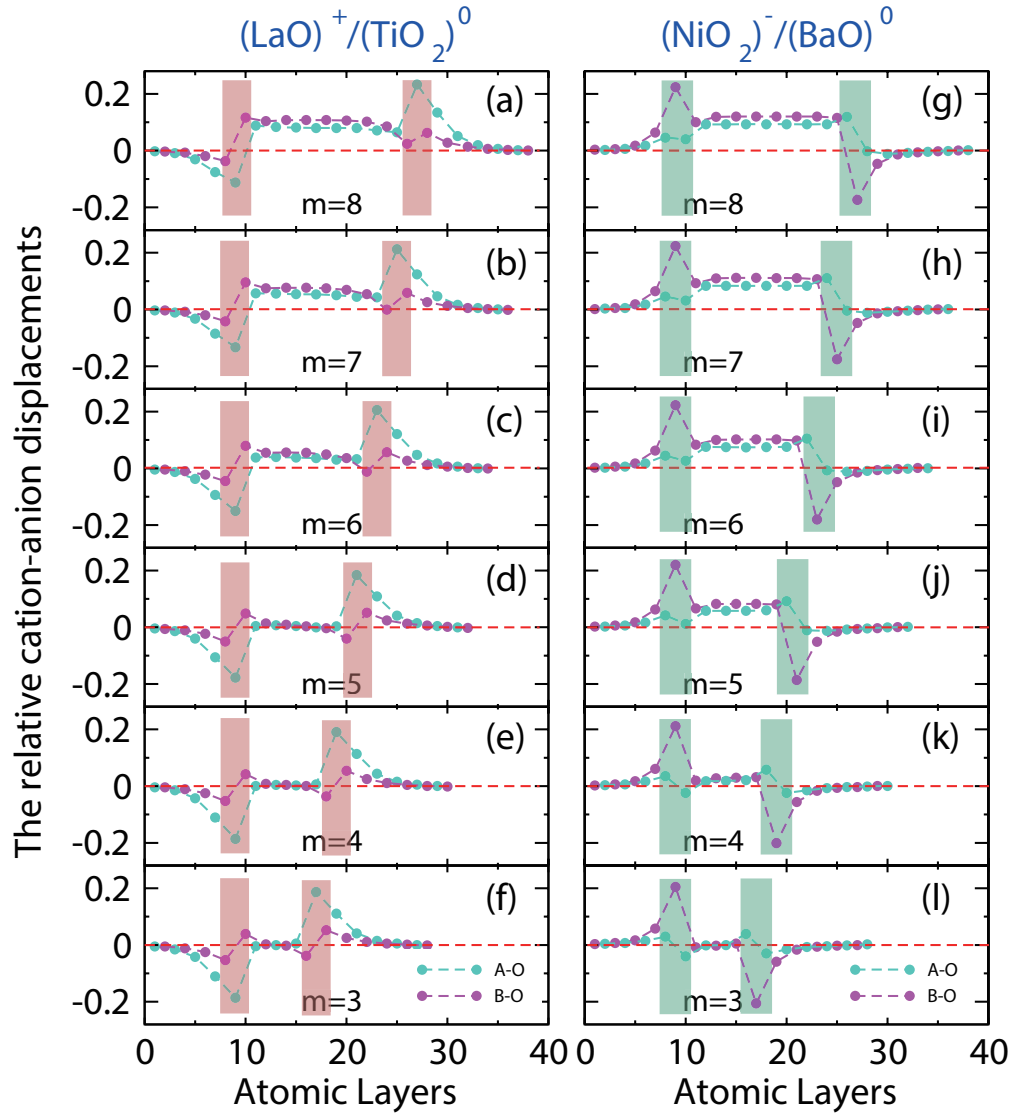 (LaO)⁺/(TiO₂)⁰
(NiO₂)⁻/(BaO)⁰
The relative cation-anion displacements
0.2
0
-0.2
(a)
m=8
(g)
m=8
0.2
0
-0.2
(b)
m=7
(h)
m=7
0.2
0
-0.2
(c)
m=6
(i)
m=6
0.2
0
-0.2
(d)
m=5
(j)
m=5
0.2
0
-0.2
(e)
m=4
(k)
m=4
0.2
0
-0.2
(f)
A-O
B-O
m=3
(l)
A-O
B-O
m=3
0 10 20 30 40
0 10 20 30 40
Atomic Layers
Atomic Layers